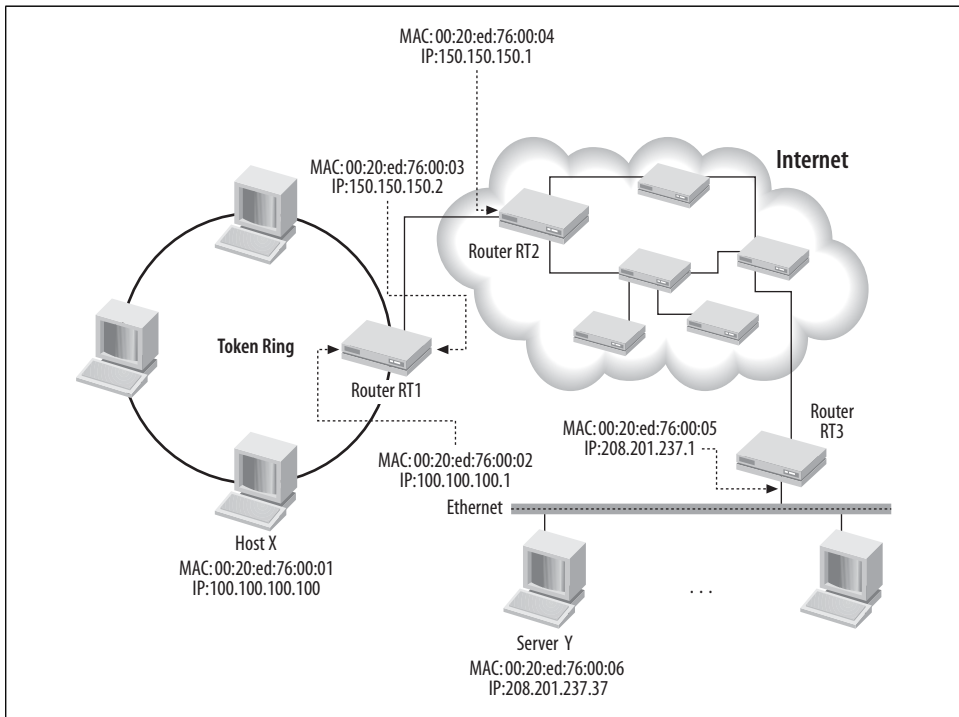 MAC: 00:20:ed:76:00:04
IP:150.150.150.1
MAC: 00:20:ed:76:00:03
IP:150.150.150.2
Internet
Router RT2
Token Ring
Router RT1
Router
RT3
MAC: 00:20:ed:76:00:05
IP:208.201.237.1
MAC: 00:20:ed:76:00:02
IP:100.100.100.1
Ethernet
Host X
MAC: 00:20:ed:76:00:01
IP:100.100.100.100
. . .
Server Y
MAC: 00:20:ed:76:00:06
IP:208.201.237.37